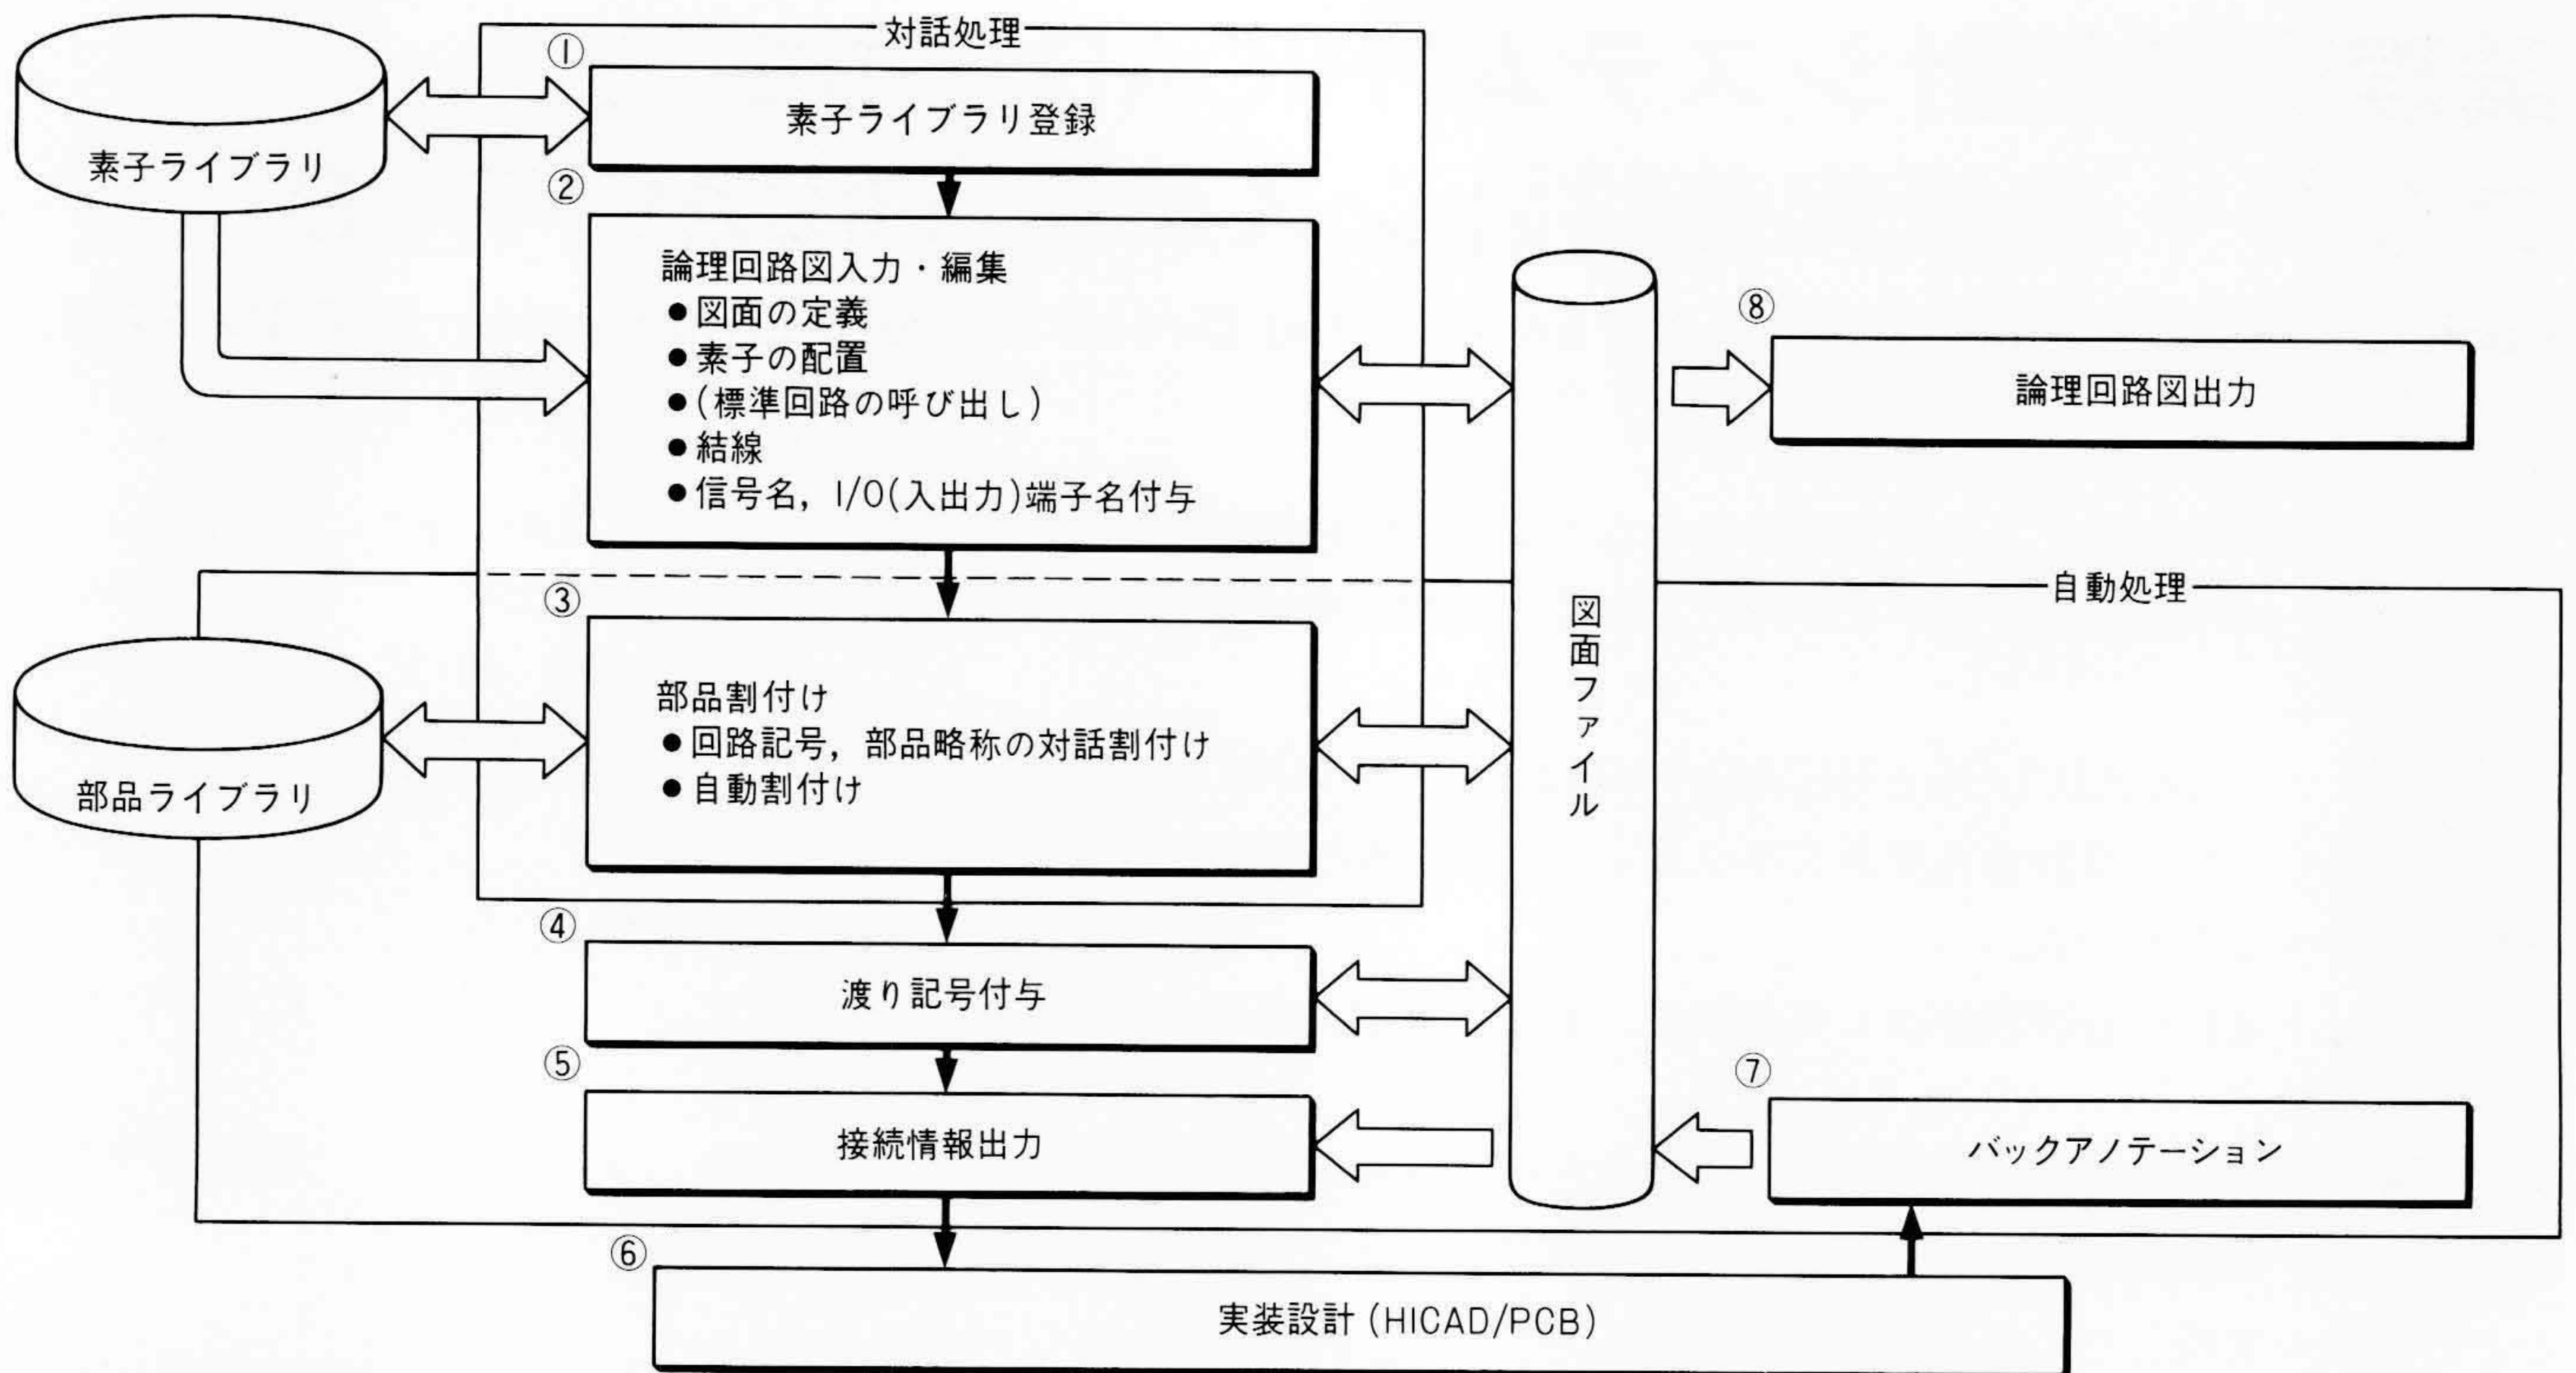 対話処理
①
素子ライブラリ登録
素子ライブラリ
②
論理回路図入力・編集
●図面の定義
●素子の配置
●(標準回路の呼び出し)
●結線
●信号名，I/O(入出力)端子名付与
⑧
論理回路図出力
自動処理
図面ファイル
③
部品割付け
●回路記号，部品略称の対話割付け
●自動割付け
部品ライブラリ
④
渡り記号付与
⑤
接続情報出力
⑦
バックアノテーション
⑥
実装設計(HICAD/PCB)